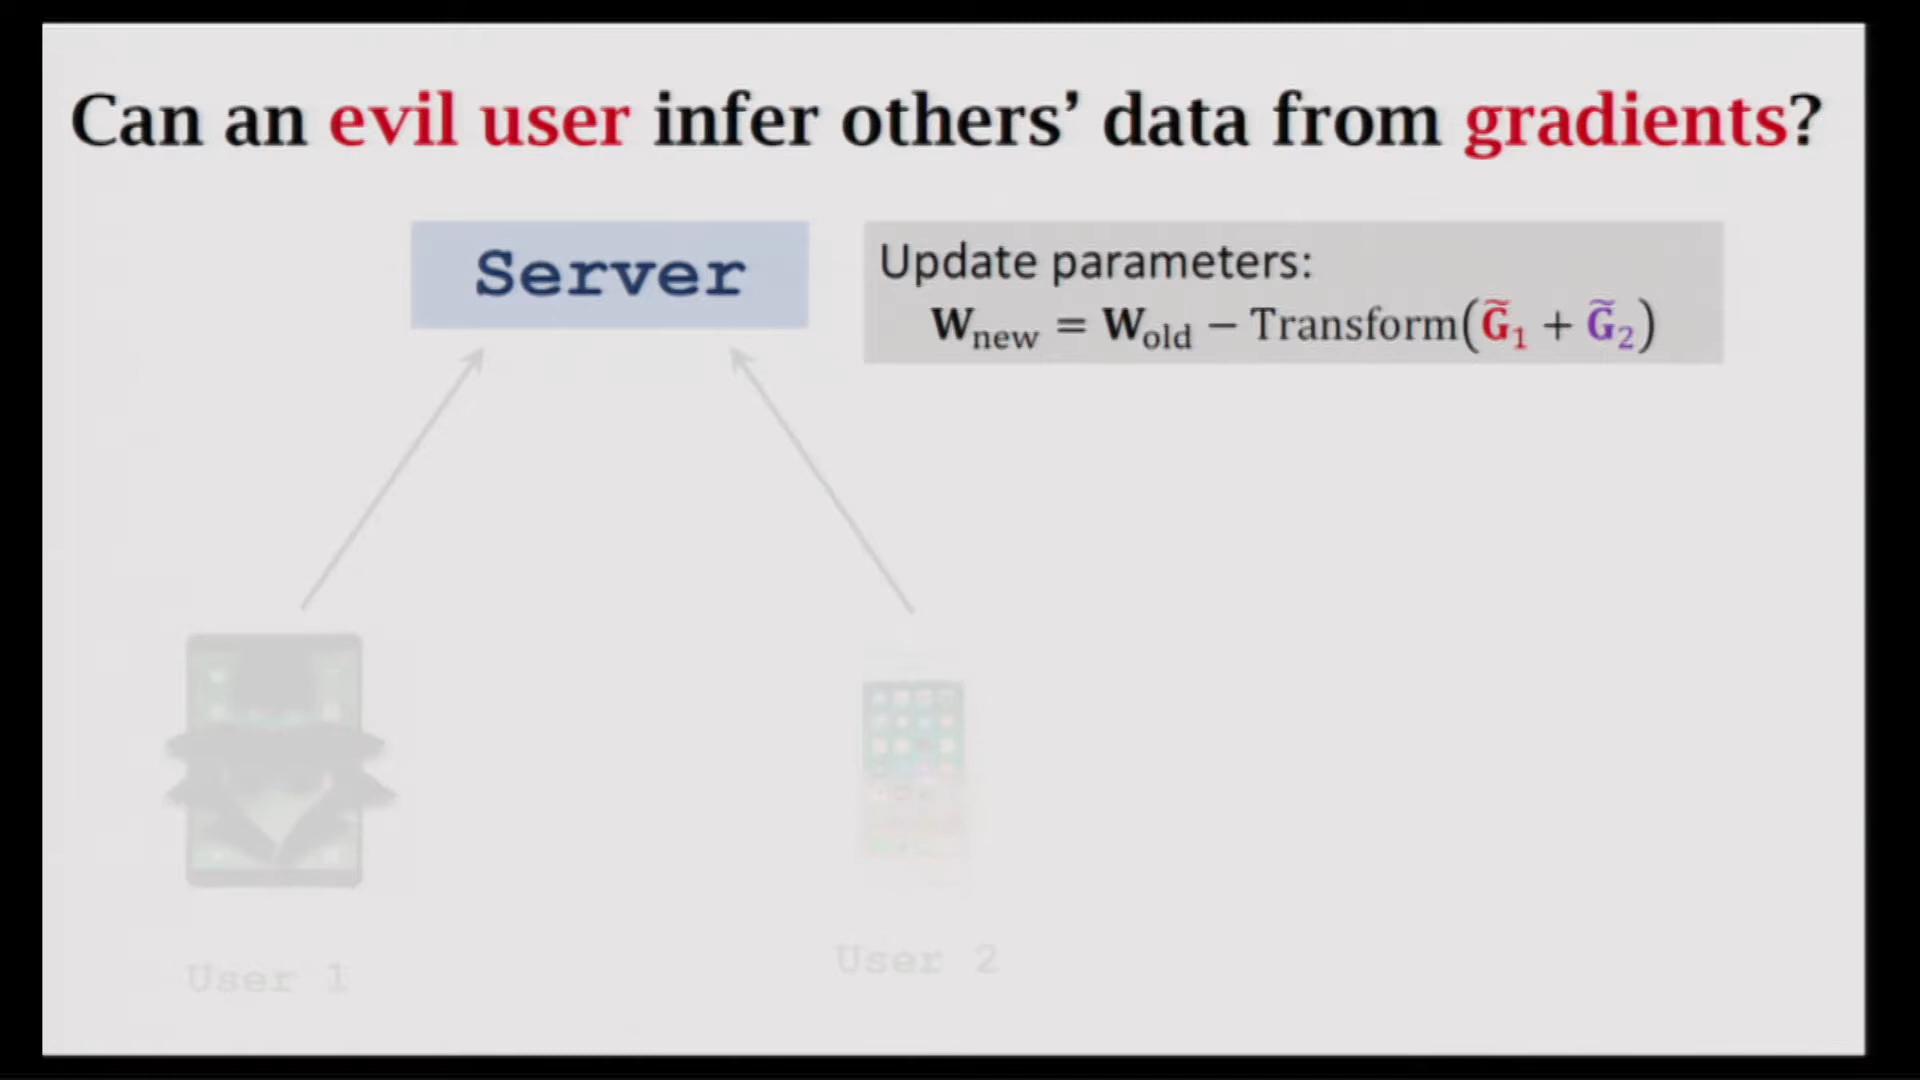 Can an evil user infer others’ data from gradients?
Server
Update parameters:
W_new = W_old − Transform(G̃_1 + G̃_2)
User 1
User 2